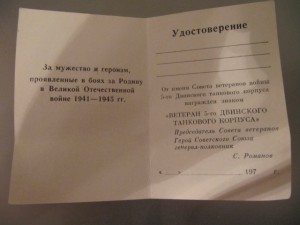 За мужество и героизм,
проявленные в боях за Родину
в Великой Отечественной
войне 1941—1945 гг.
Удостоверение
От имени Совета ветеранов войны
5-го Двинского танкового корпуса
награжден знаком
«ВЕТЕРАН 5-го ДВИНСКОГО
ТАНКОВОГО КОРПУСА»
Председатель Совета ветеранов
Герой Советского Союза
генерал-полковник
С. Романов
« » 197 г.